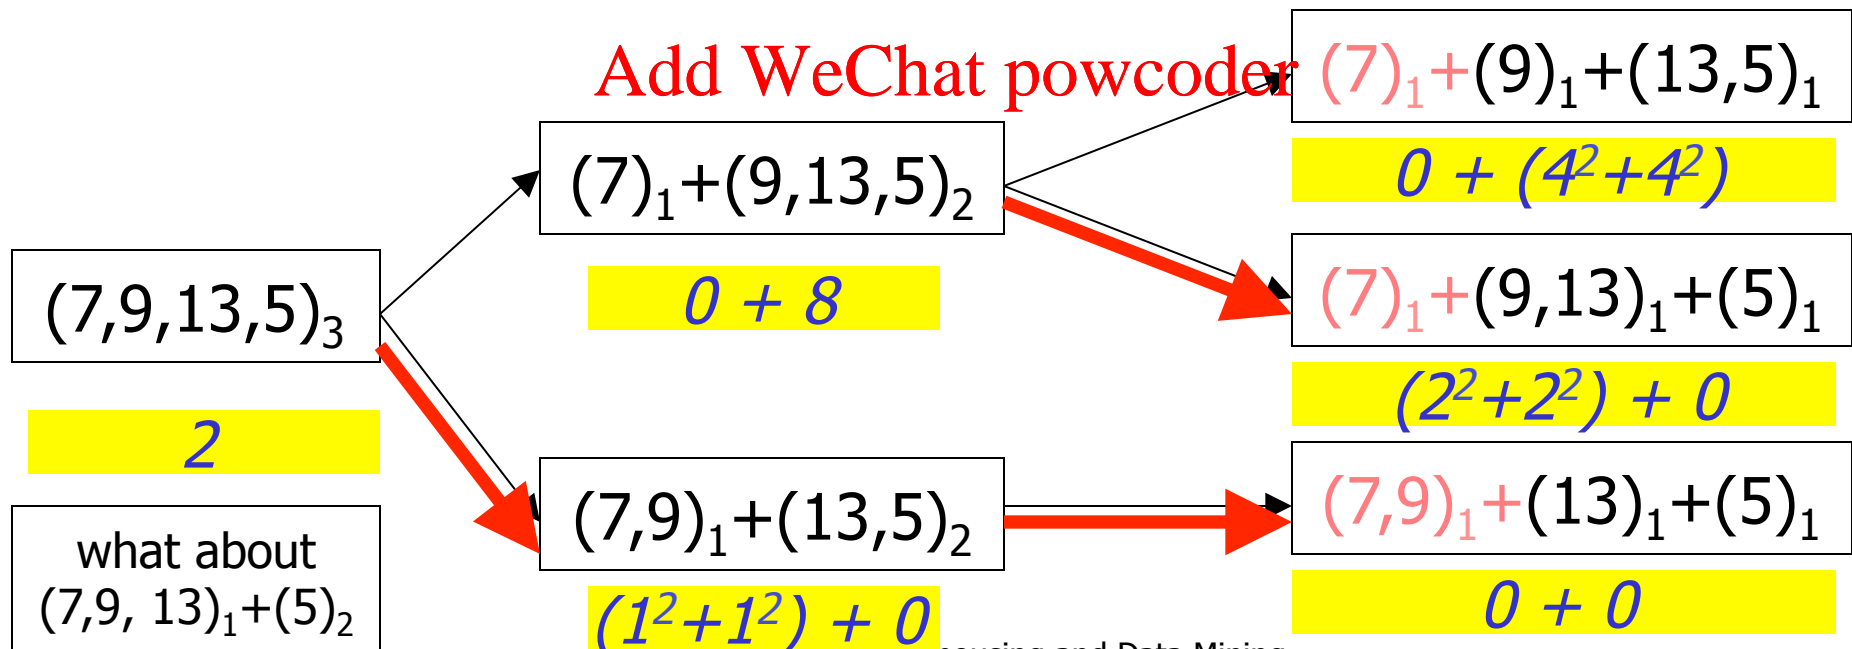 Add WeChat powcoder
(7)₁+(9)₁+(13,5)₁
0 + (4²+4²)
(7)₁+(9,13,5)₂
0 + 8
(7)₁+(9,13)₁+(5)₁
(2²+2²) + 0
(7,9,13,5)₃
2
(7,9)₁+(13,5)₂
(1²+1²) + 0
(7,9)₁+(13)₁+(5)₁
0 + 0
what about
(7,9, 13)₁+(5)₂
and Data Mining